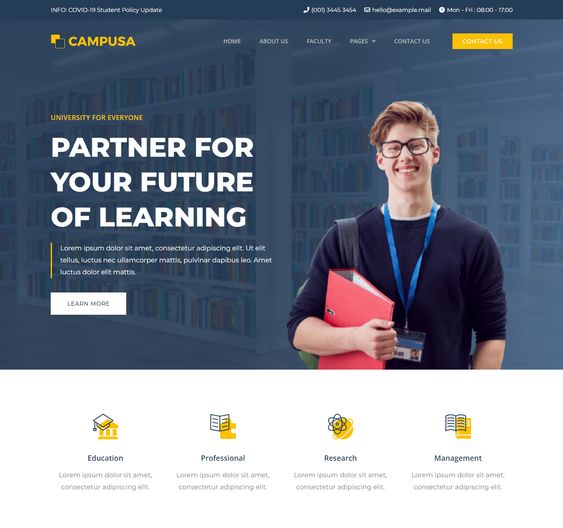 INFO: COVID-19 Student Policy Update
(001) 3445 3454
hello@example.mail
Mon - Fri : 08:00 - 17:00
CAMPUSA
HOME
ABOUT US
FACULTY
PAGES
CONTACT US
CONTACT US
UNIVERSITY FOR EVERYONE
PARTNER FOR
YOUR FUTURE
OF LEARNING
Lorem ipsum dolor sit amet, consectetur adipiscing elit. Ut elit
tellus, luctus nec ullamcorper mattis, pulvinar dapibus leo. Amet
luctus dolor elit mattis.
LEARN MORE
Education
Lorem ipsum dolor sit amet,
consectetur adipiscing elit.
Professional
Lorem ipsum dolor sit amet,
consectetur adipiscing elit.
Research
Lorem ipsum dolor sit amet,
consectetur adipiscing elit.
Management
Lorem ipsum dolor sit amet,
consectetur adipiscing elit.